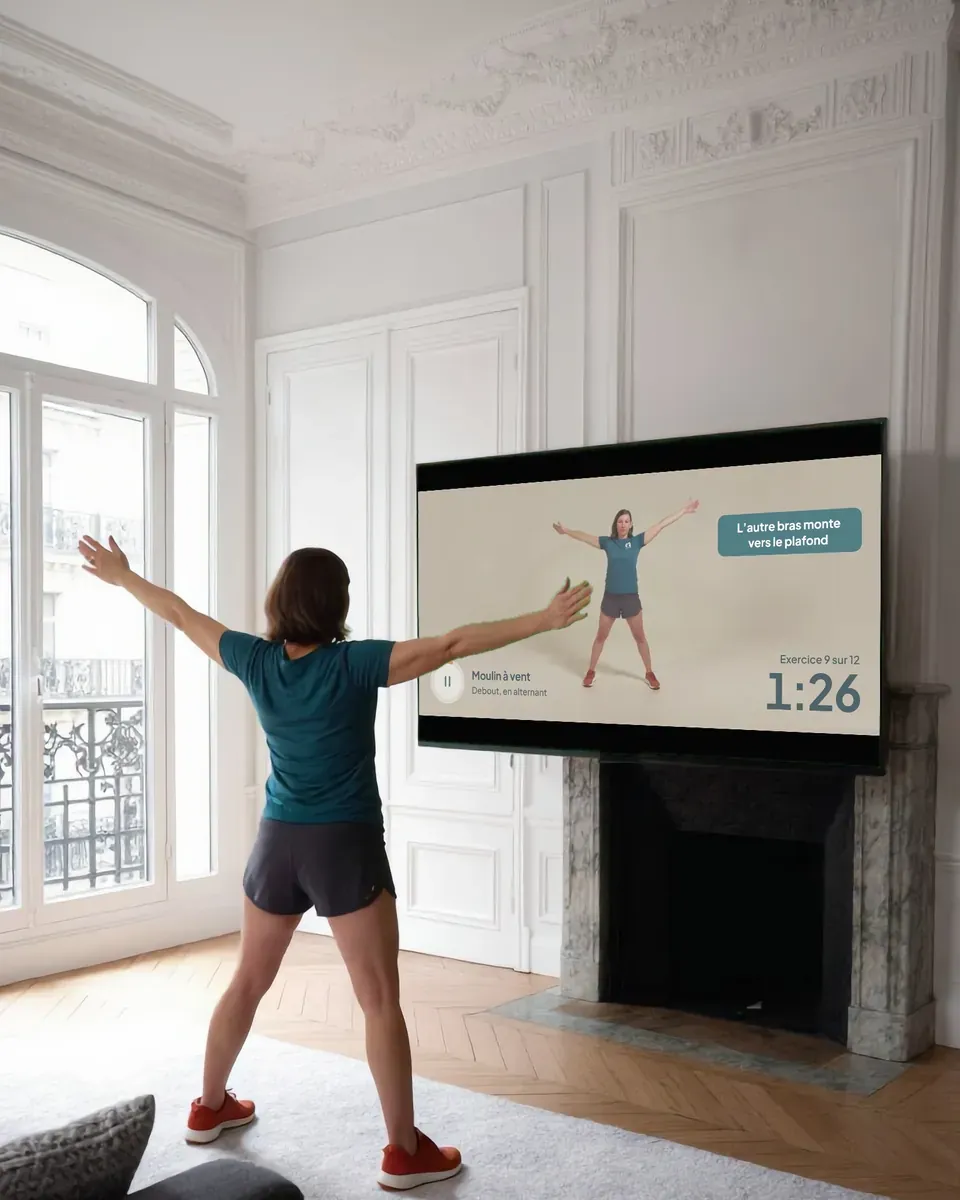 L'autre bras monte
vers le plafond
Moulin à vent
Debout, en alternant
Exercice 9 sur 12
1:26